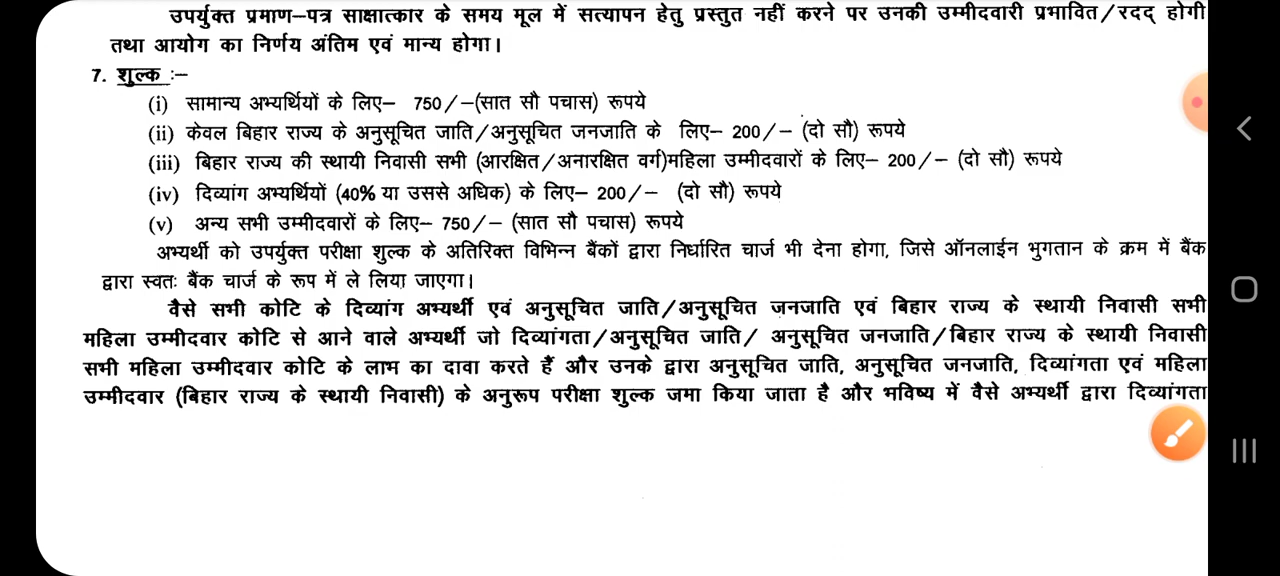 उपर्युक्त प्रमाण–पत्र साक्षात्कार के समय मूल में सत्यापन हेतु प्रस्तुत नहीं करने पर उनकी उम्मीदवारी प्रभावित/रदद् होगी
तथा आयोग का निर्णय अंतिम एवं मान्य होगा।
7. शुल्क :–
(i) सामान्य अभ्यर्थियों के लिए– 750/–(सात सौ पचास) रूपये
(ii) केवल बिहार राज्य के अनुसूचित जाति/अनुसूचित जनजाति के लिए– 200/– (दो सौ) रूपये
(iii) बिहार राज्य की स्थायी निवासी सभी (आरक्षित/अनारक्षित वर्ग)महिला उम्मीदवारों के लिए– 200/– (दो सौ) रूपये
(iv) दिव्यांग अभ्यर्थियों (40% या उससे अधिक) के लिए– 200/– (दो सौ) रूपये
(v) अन्य सभी उम्मीदवारों के लिए– 750/– (सात सौ पचास) रूपये
अभ्यर्थी को उपर्युक्त परीक्षा शुल्क के अतिरिक्त विभिन्न बैंकों द्वारा निर्धारित चार्ज भी देना होगा, जिसे ऑनलाईन भुगतान के क्रम में बैंक
द्वारा स्वतः बैंक चार्ज के रूप में ले लिया जाएगा।
वैसे सभी कोटि के दिव्यांग अभ्यर्थी एवं अनुसूचित जाति/अनुसूचित जनजाति एवं बिहार राज्य के स्थायी निवासी सभी
महिला उम्मीदवार कोटि से आने वाले अभ्यर्थी जो दिव्यांगता/अनुसूचित जाति/ अनुसूचित जनजाति/बिहार राज्य के स्थायी निवासी
सभी महिला उम्मीदवार कोटि के लाभ का दावा करते हैं और उनके द्वारा अनुसूचित जाति, अनुसूचित जनजाति, दिव्यांगता एवं महिला
उम्मीदवार (बिहार राज्य के स्थायी निवासी) के अनुरूप परीक्षा शुल्क जमा किया जाता है और भविष्य में वैसे अभ्यर्थी द्वारा दिव्यांगता